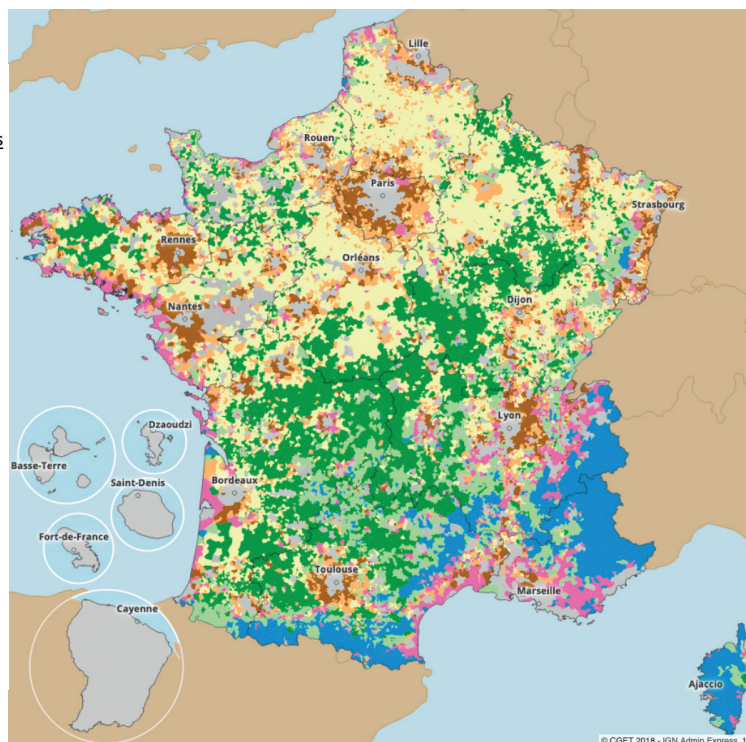 Lille
Rouen
Paris
Strasbourg
Rennes
Orléans
Nantes
Dijon
Lyon
Dzaoudzi
Basse-Terre
Saint-Denis
Bordeaux
Fort-de-France
Toulouse
Marseille
Cayenne
Ajaccio
© CGET 2018 - IGN Admin Express, 1